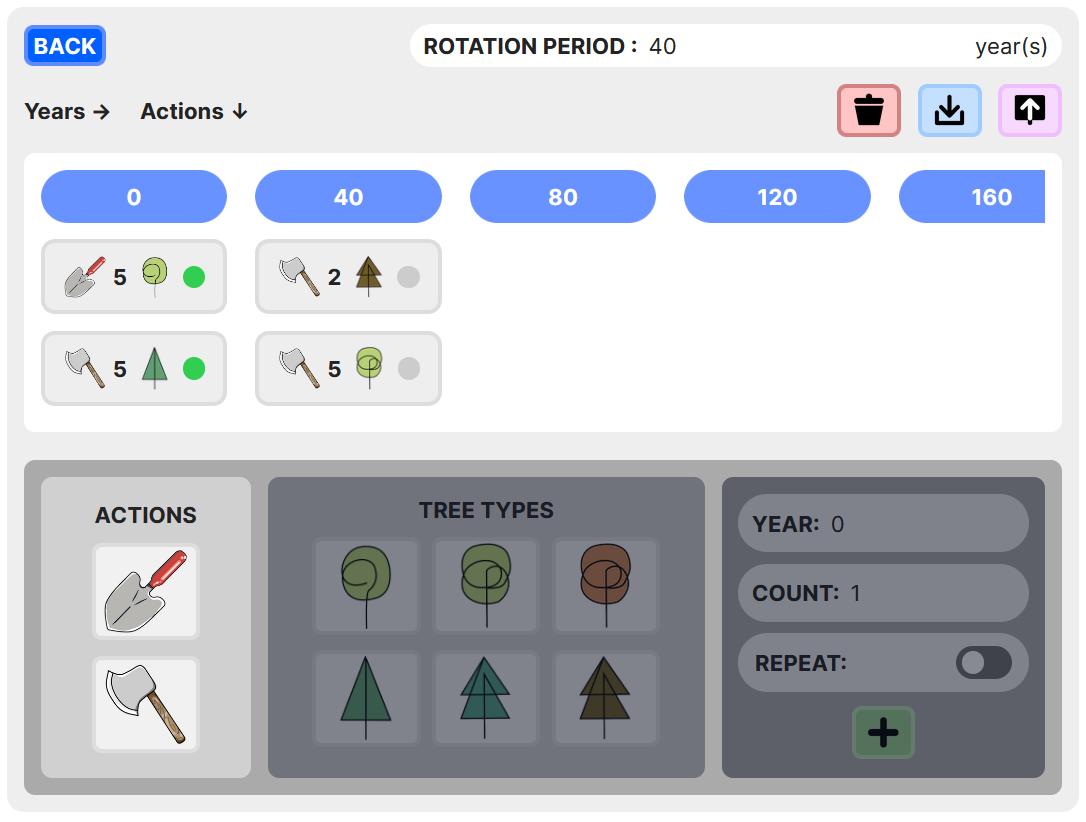 BACK
ROTATION PERIOD : 40 year(s)
Years → Actions ↓
0 40 80 120 160
5 2
5 5
ACTIONS
TREE TYPES
YEAR: 0
COUNT: 1
REPEAT: